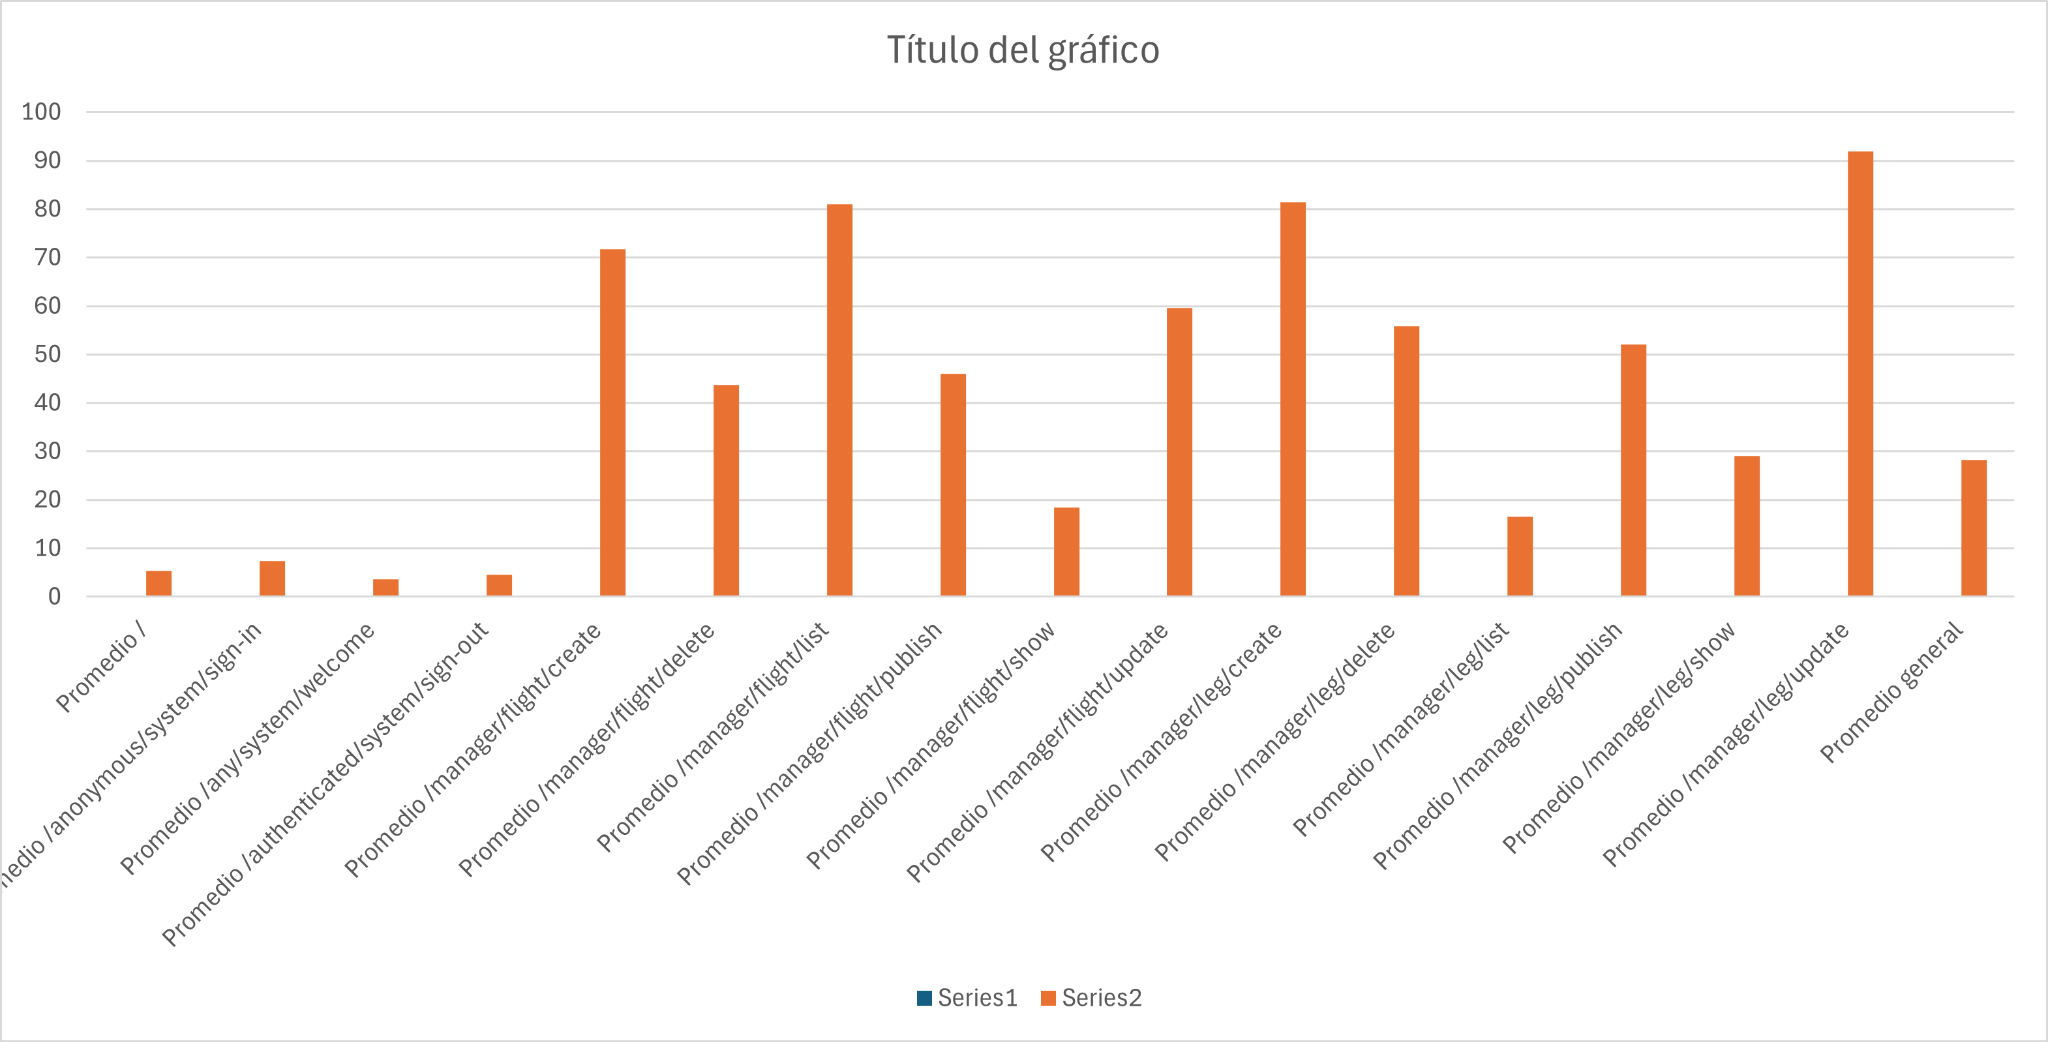 Título del gráfico
100
90
80
70
60
50
40
30
20
10
0
Promedio /
medio /anonymous/system/sign-in
Promedio /any/system/welcome
Promedio /authenticated/system/sign-out
Promedio /manager/flight/create
Promedio /manager/flight/delete
Promedio /manager/flight/list
Promedio /manager/flight/publish
Promedio /manager/flight/show
Promedio /manager/flight/update
Promedio /manager/leg/create
Promedio /manager/leg/delete
Promedio /manager/leg/list
Promedio /manager/leg/publish
Promedio /manager/leg/show
Promedio /manager/leg/update
Promedio general
Series1
Series2